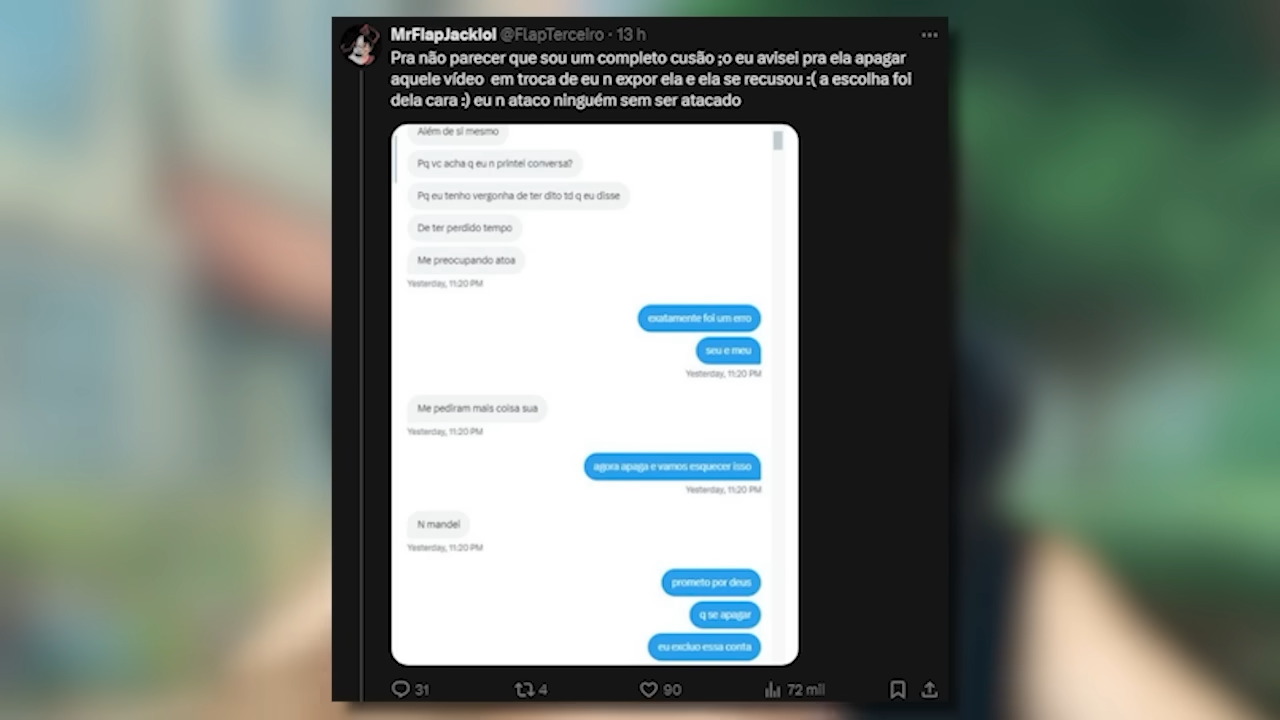 MrFlapJacklol @FlapTerceiro · 13 h
Pra não parecer que sou um completo cusão ;o eu avisei pra ela apagar
aquele vídeo em troca de eu n expor ela e ela se recusou :( a escolha foi
dela cara :) eu n ataco ninguém sem ser atacado
Além de si mesmo
Pq vc acha q eu n printei conversa?
Pq eu tenho vergonha de ter dito td q eu disse
De ter perdido tempo
Me preocupando atoa
Yesterday, 11:20 PM
exatamente foi um erro
seu e meu
Yesterday, 11:20 PM
Me pediram mais coisa sua
Yesterday, 11:20 PM
agora apaga e vamos esquecer isso
Yesterday, 11:20 PM
N mandei
Yesterday, 11:20 PM
prometo por deus
q se apagar
eu excluo essa conta
31 4 90 72 mil